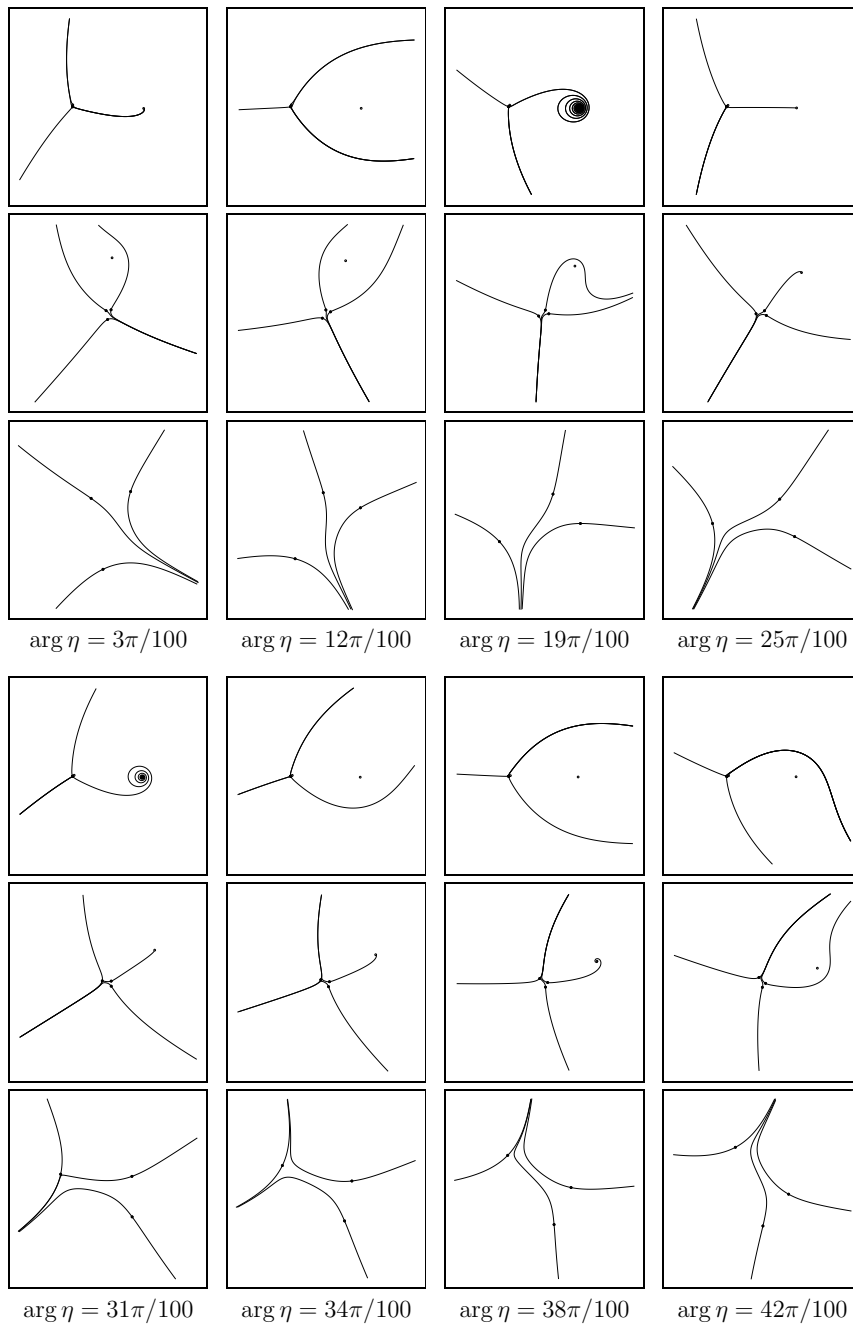 arg η = 3π/100 arg η = 12π/100 arg η = 19π/100 arg η = 25π/100
arg η = 31π/100 arg η = 34π/100 arg η = 38π/100 arg η = 42π/100